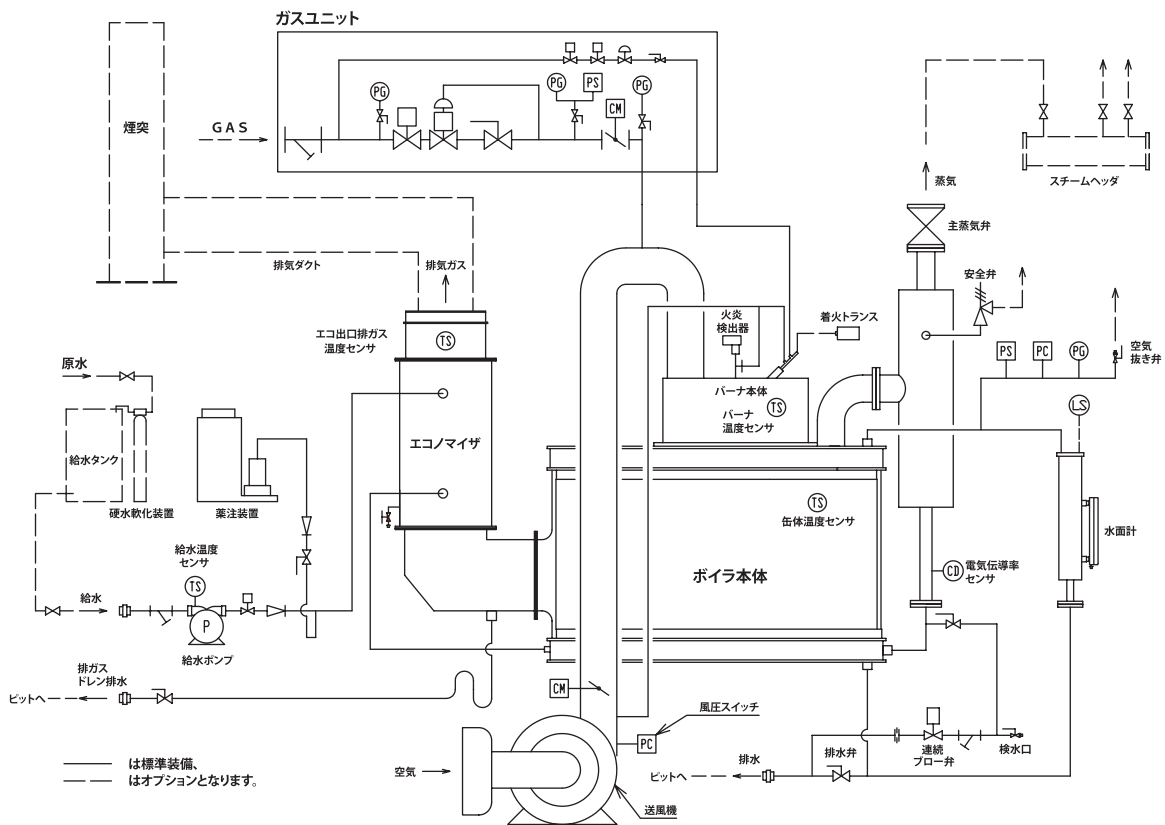 ガスユニット
PG
PG
PS
PG
CM
煙突
GAS
蒸気
スチームヘッダ
主蒸気弁
排気ダクト
排気ガス
安全弁
エコ出口排ガス
温度センサ
TS
火炎
検出器
着火トランス
PS
PC
PG
空気
抜き弁
原水
バーナ本体
バーナ
温度センサ
TS
LS
エコノマイザ
給水タンク
硬水軟化装置
薬注装置
TS
缶体温度センサ
水面計
給水温度
センサ
TS
ボイラ本体
CD
電気伝導率
センサ
給水
P
給水ポンプ
排ガス
ドレン排水
ピットへ
CM
風圧スイッチ
PC
排水弁
連続
ブロー弁
検水口
排水
ピットへ
空気
送風機
は標準装備、
はオプションとなります。